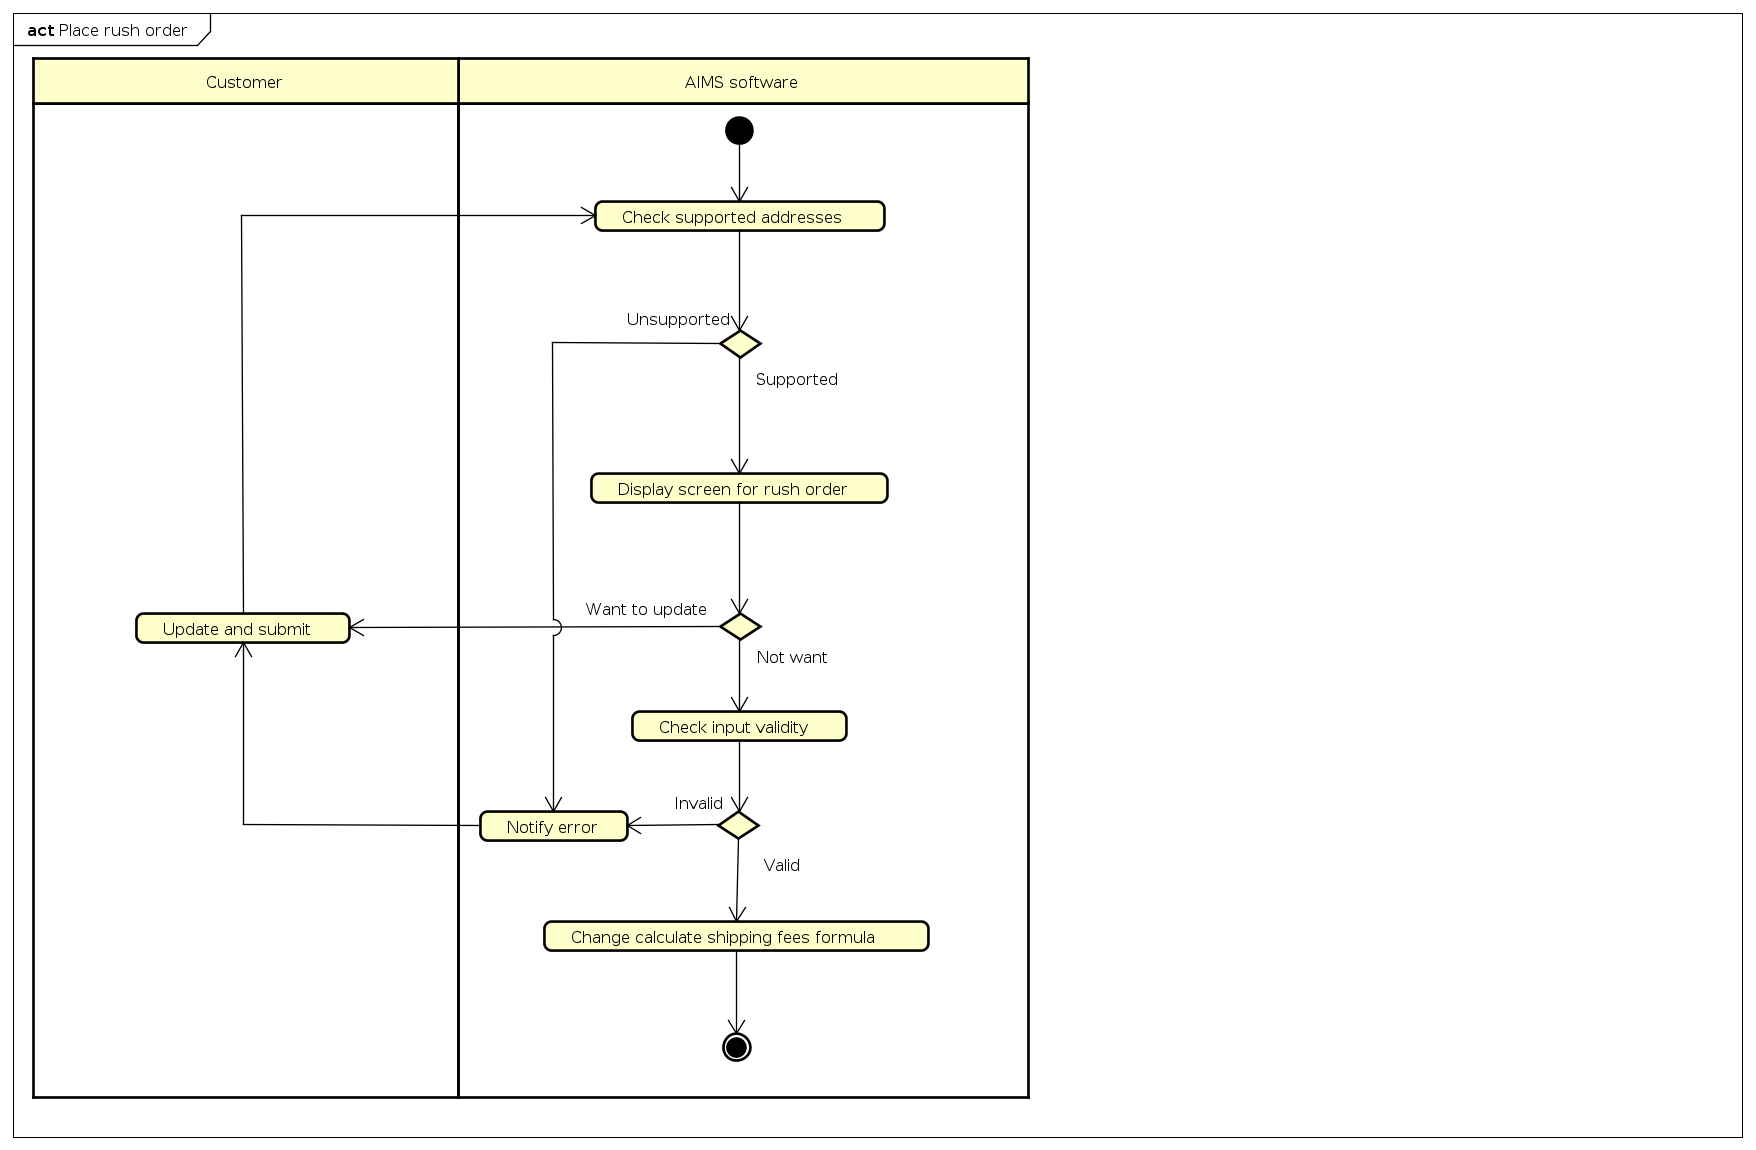 act Place rush order
Customer
AIMS software
Check supported addresses
Unsupported
Supported
Display screen for rush order
Want to update
Update and submit
Not want
Check input validity
Invalid
Notify error
Valid
Change calculate shipping fees formula